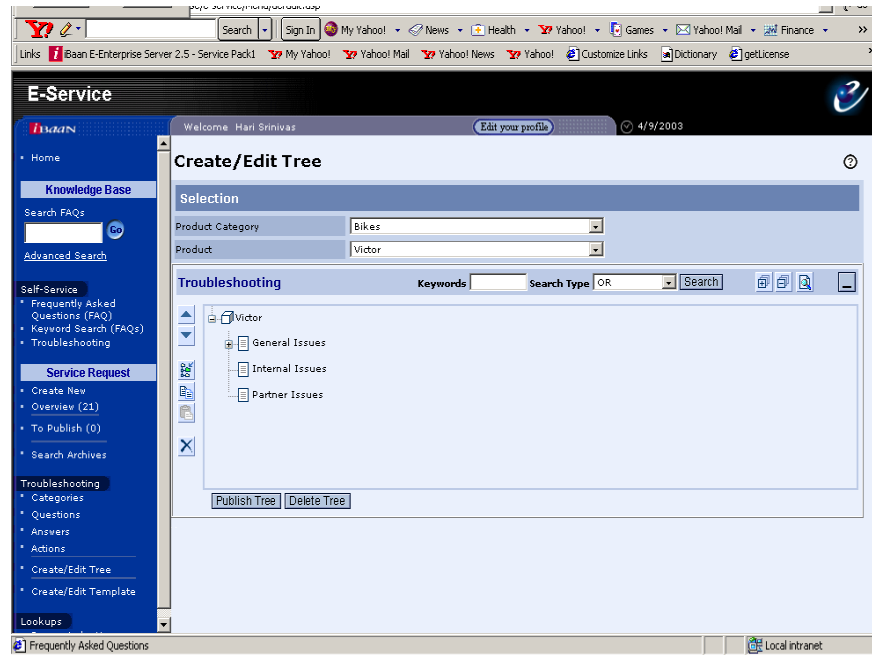 Search Sign In My Yahoo! News Health Yahoo! Games Yahoo! Mail Finance »
Links iBaan E-Enterprise Server 2.5 - Service Pack1 My Yahoo! Yahoo! Mail Yahoo! News Yahoo! Customize Links Dictionary getLicense
E-Service
iBaan
Welcome Hari Srinivas Edit your profile 4/9/2003
Home
Create/Edit Tree
Knowledge Base
Search FAQs
Go
Advanced Search
Self-Service
Frequently Asked
Questions (FAQ)
Keyword Search (FAQs)
Troubleshooting
Service Request
Create New
Overview (21)
To Publish (0)
Search Archives
Troubleshooting
Categories
Questions
Answers
Actions
Create/Edit Tree
Create/Edit Template
Lookups
Selection
Product Category Bikes
Product Victor
Troubleshooting Keywords Search Type OR Search
Victor
General Issues
Internal Issues
Partner Issues
Publish Tree Delete Tree
Frequently Asked Questions Local intranet